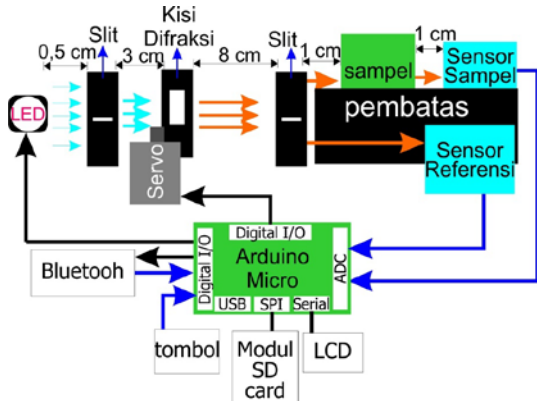 Kisi
Difraksi
Slit
Slit
0,5 cm
3 cm
8 cm
1 cm
1 cm
LED
Servo
sampel
Sensor
Sampel
pembatas
Sensor
Referensi
Digital I/O
Digital I/O
Arduino
Micro
ADC
USB
SPI
Serial
Bluetooh
tombol
Modul
SD
card
LCD